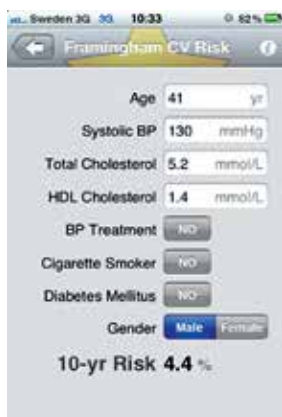 Sweden 3G 3G 10:33 82%
Framingham CV Risk
Age 41 yr
Systolic BP 130 mmHg
Total Cholesterol 5.2 mmol/L
HDL Cholesterol 1.4 mmol/L
BP Treatment NO
Cigarette Smoker NO
Diabetes Mellitus NO
Gender Male Female
10-yr Risk 4.4 %